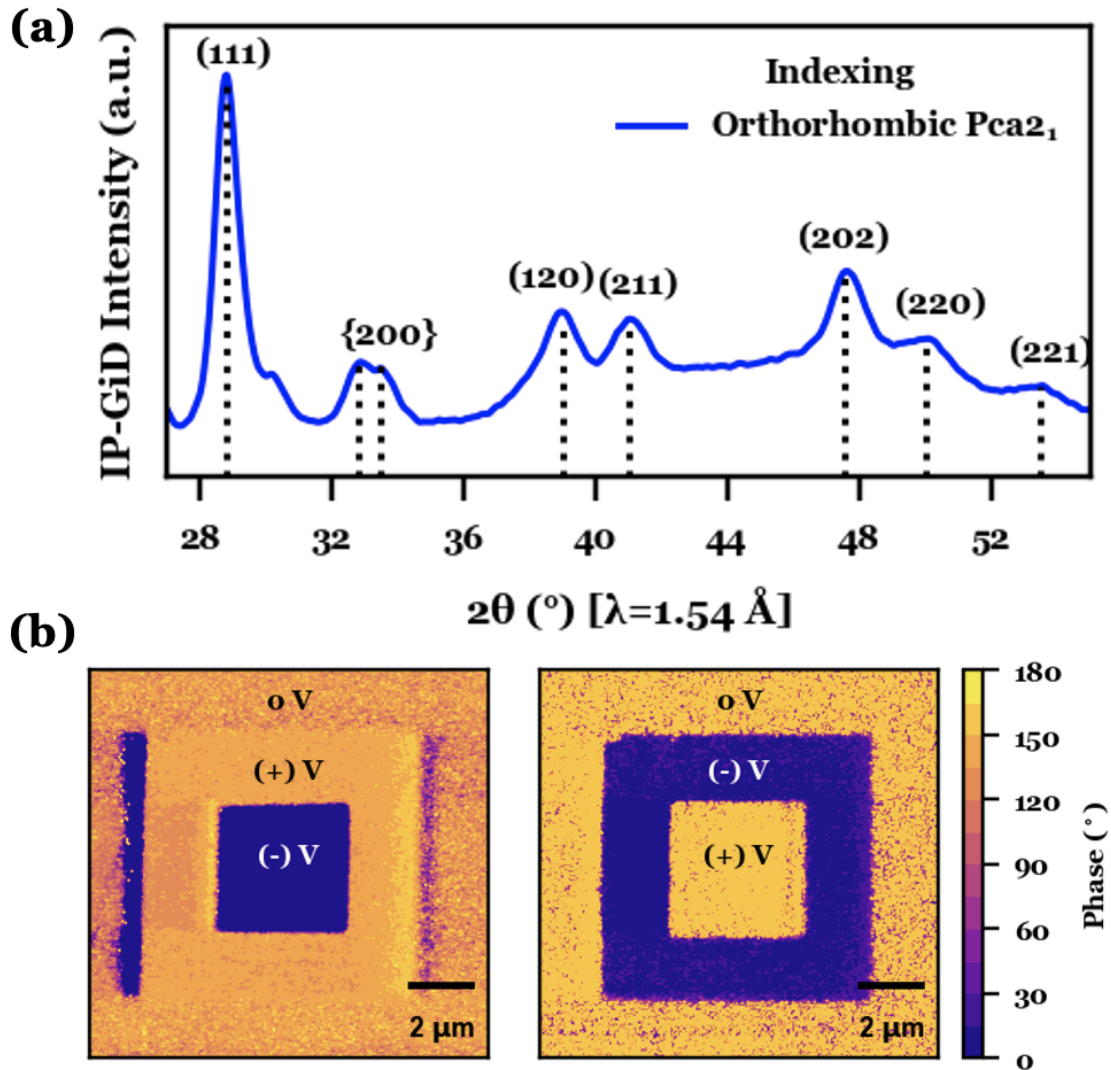 (a)
IP-GiD Intensity (a.u.)
(111)
{200}
(120)
(211)
(202)
(220)
(221)
Indexing
Orthorhombic Pca2₁
28 32 36 40 44 48 52
2θ (°) [λ=1.54 Å]
(b)
0 V
(+) V
(-) V
2 μm
0 V
(-) V
(+) V
2 μm
180
150
120
90
60
30
0
Phase (°)